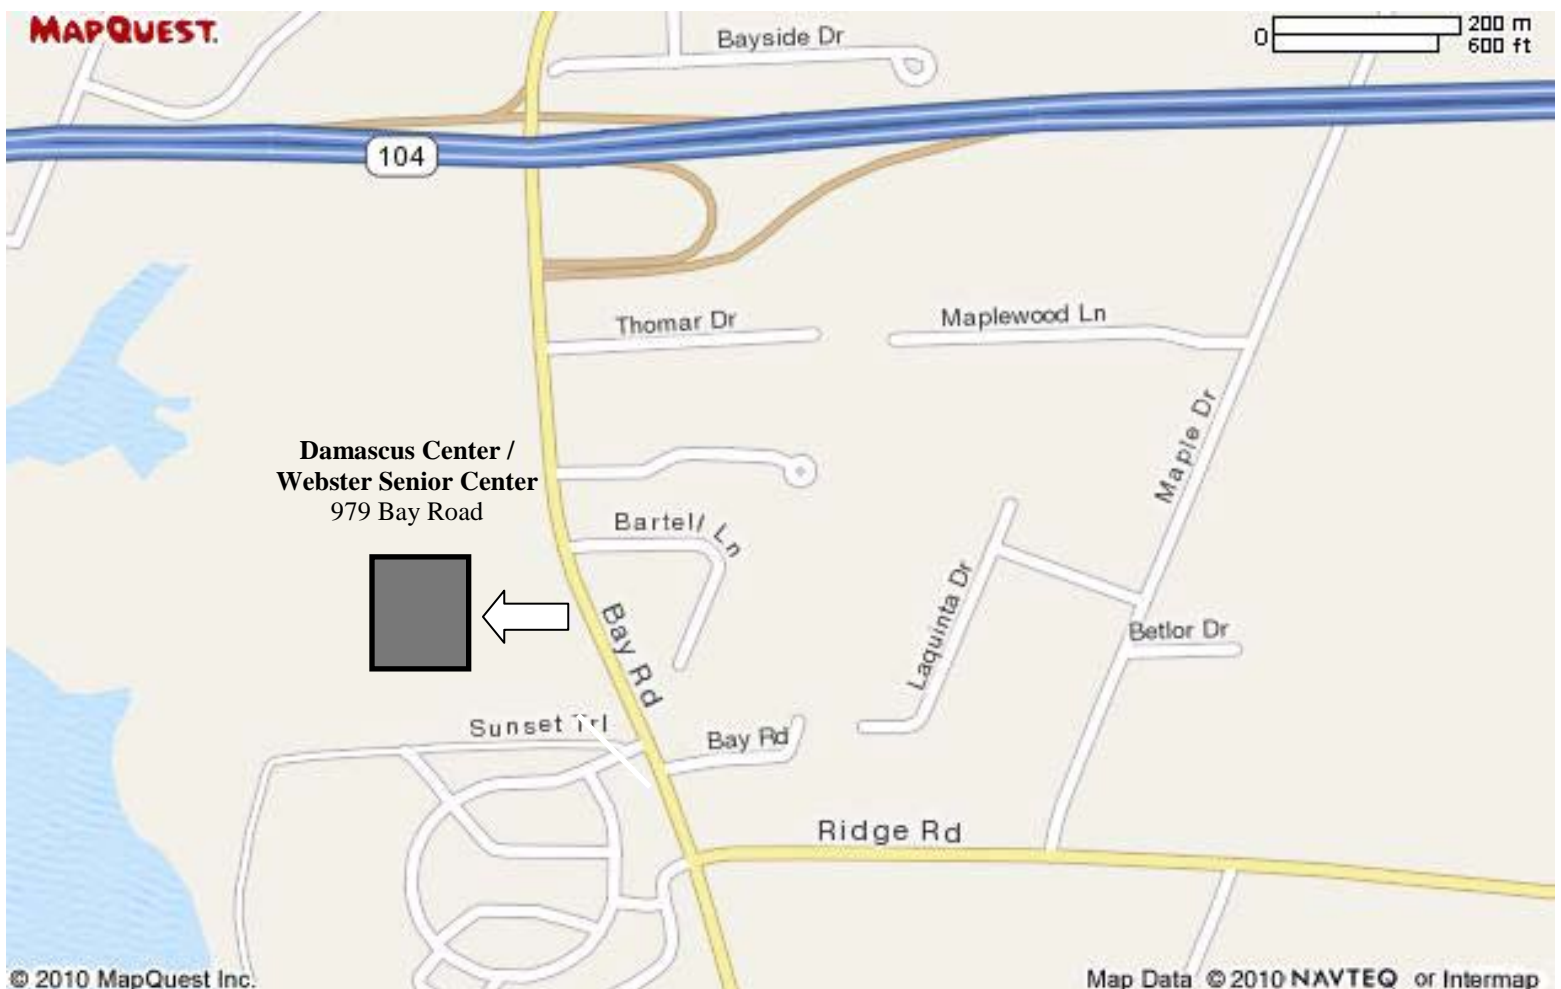 MAPQUEST.
Bayside Dr
0
200 m
600 ft
104
Thomar Dr
Maplewood Ln
Maple Dr
Damascus Center /
Webster Senior Center
979 Bay Road
Bartell Ln
Bay Rd
Laquinta Dr
Betlor Dr
Sunset Trl
Bay Rd
Ridge Rd
© 2010 MapQuest Inc.
Map Data © 2010 NAVTEQ or Intermap